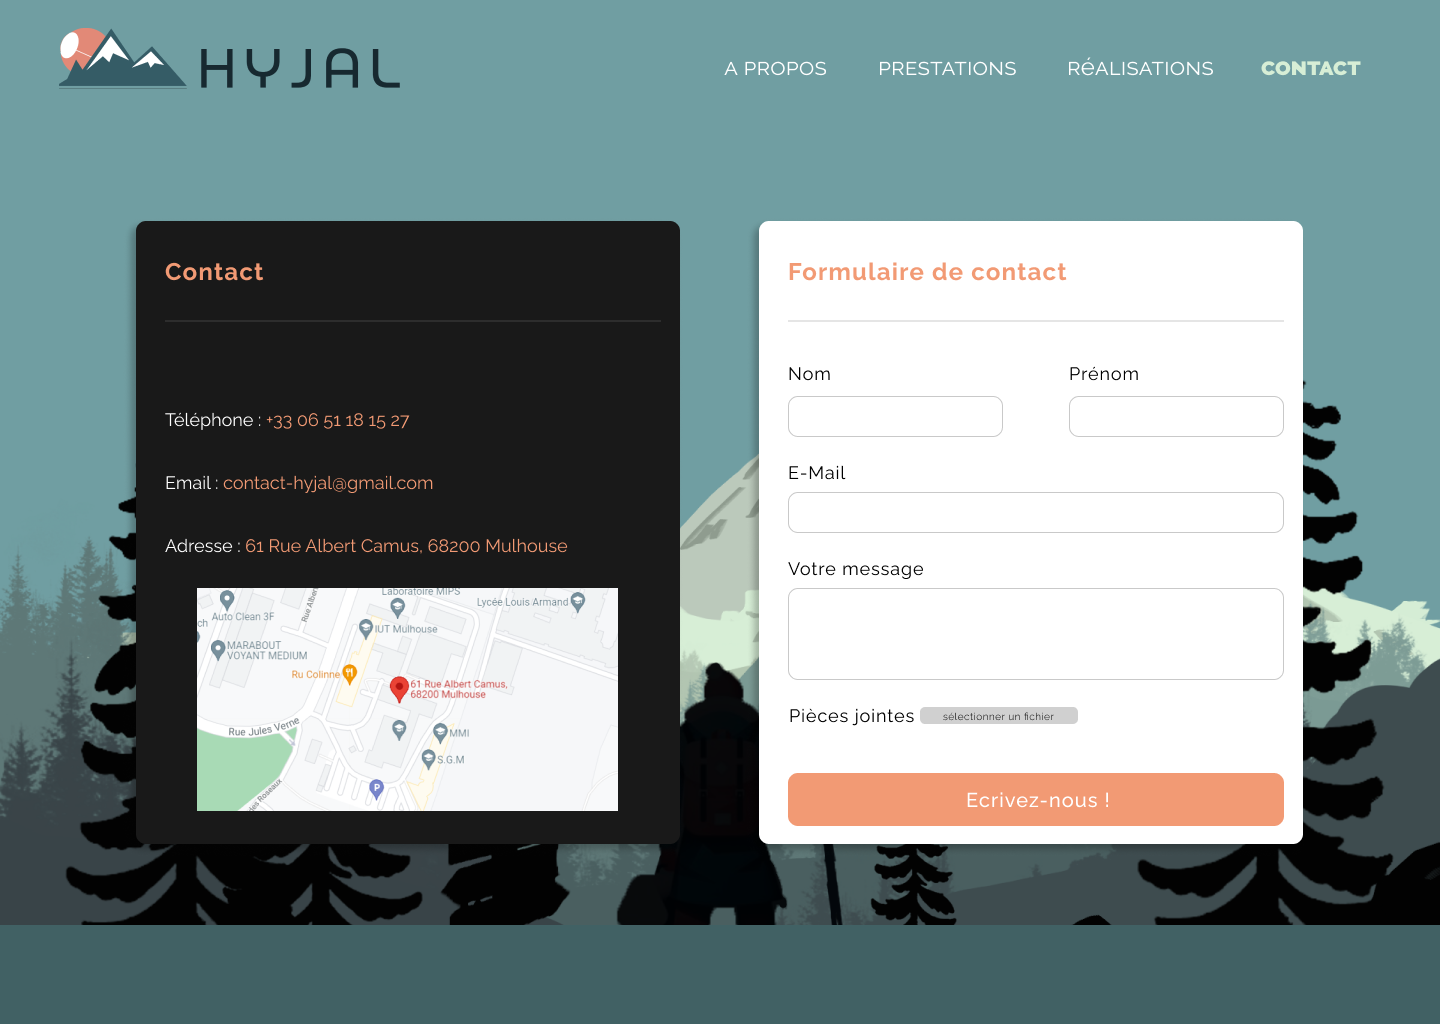 HYJAL
A PROPOS PRESTATIONS RéALISATIONS CONTACT
Contact
Téléphone : +33 06 51 18 15 27
Email : contact-hyjal@gmail.com
Adresse : 61 Rue Albert Camus, 68200 Mulhouse
Laboratoire MIPS
Lycée Louis Armand
Rue Alber
Auto Clean 3F
ch
IUT Mulhouse
MARABOUT
VOYANT MEDIUM
Ru Colinne
61 Rue Albert Camus,
68200 Mulhouse
Rue Jules Verne
MMI
S.G.M
P
des Roseaux
Formulaire de contact
Nom Prénom
E-Mail
Votre message
Pièces jointes sélectionner un fichier
Ecrivez-nous !